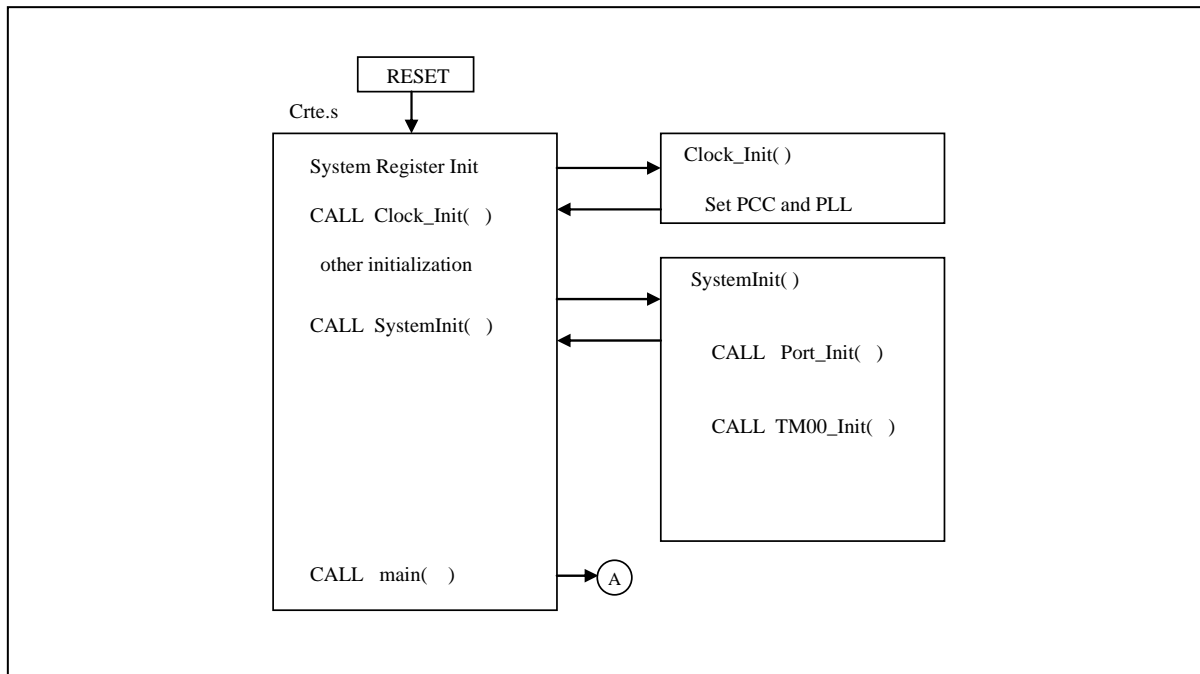 RESET
Crte.s
System Register Init
CALL Clock_Init( )
other initialization
CALL SystemInit( )
CALL main( )
A
Clock_Init( )
Set PCC and PLL
SystemInit( )
CALL Port_Init( )
CALL TM00_Init( )